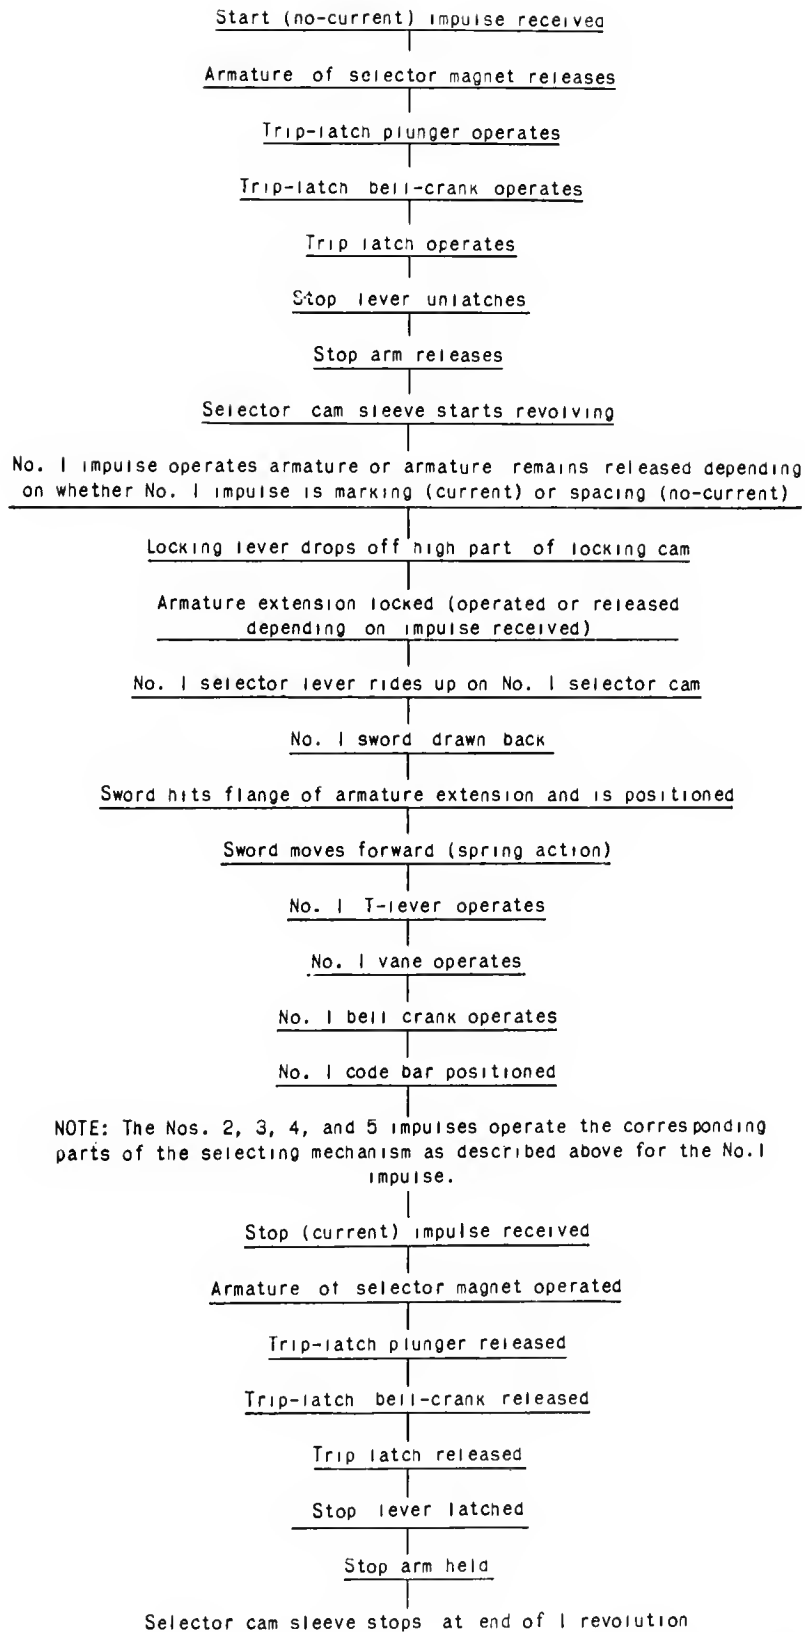 Start (no-current) impulse received
Armature of selector magnet releases
Trip-latch plunger operates
Trip-latch bell-crank operates
Trip latch operates
Stop lever unlatches
Stop arm releases
Selector cam sleeve starts revolving
No. 1 impulse operates armature or armature remains released depending
on whether No. 1 impulse is marking (current) or spacing (no-current)
Locking lever drops off high part of locking cam
Armature extension locked (operated or released
depending on impulse received)
No. 1 selector lever rides up on No. 1 selector cam
No. 1 sword drawn back
Sword hits flange of armature extension and is positioned
Sword moves forward (spring action)
No. 1 T-lever operates
No. 1 vane operates
No. 1 bell crank operates
No. 1 code bar positioned
NOTE: The Nos. 2, 3, 4, and 5 impulses operate the corresponding
parts of the selecting mechanism as described above for the No.1
impulse.
Stop (current) impulse received
Armature of selector magnet operated
Trip-latch plunger released
Trip-latch bell-crank released
Trip latch released
Stop lever latched
Stop arm held
Selector cam sleeve stops at end of 1 revolution